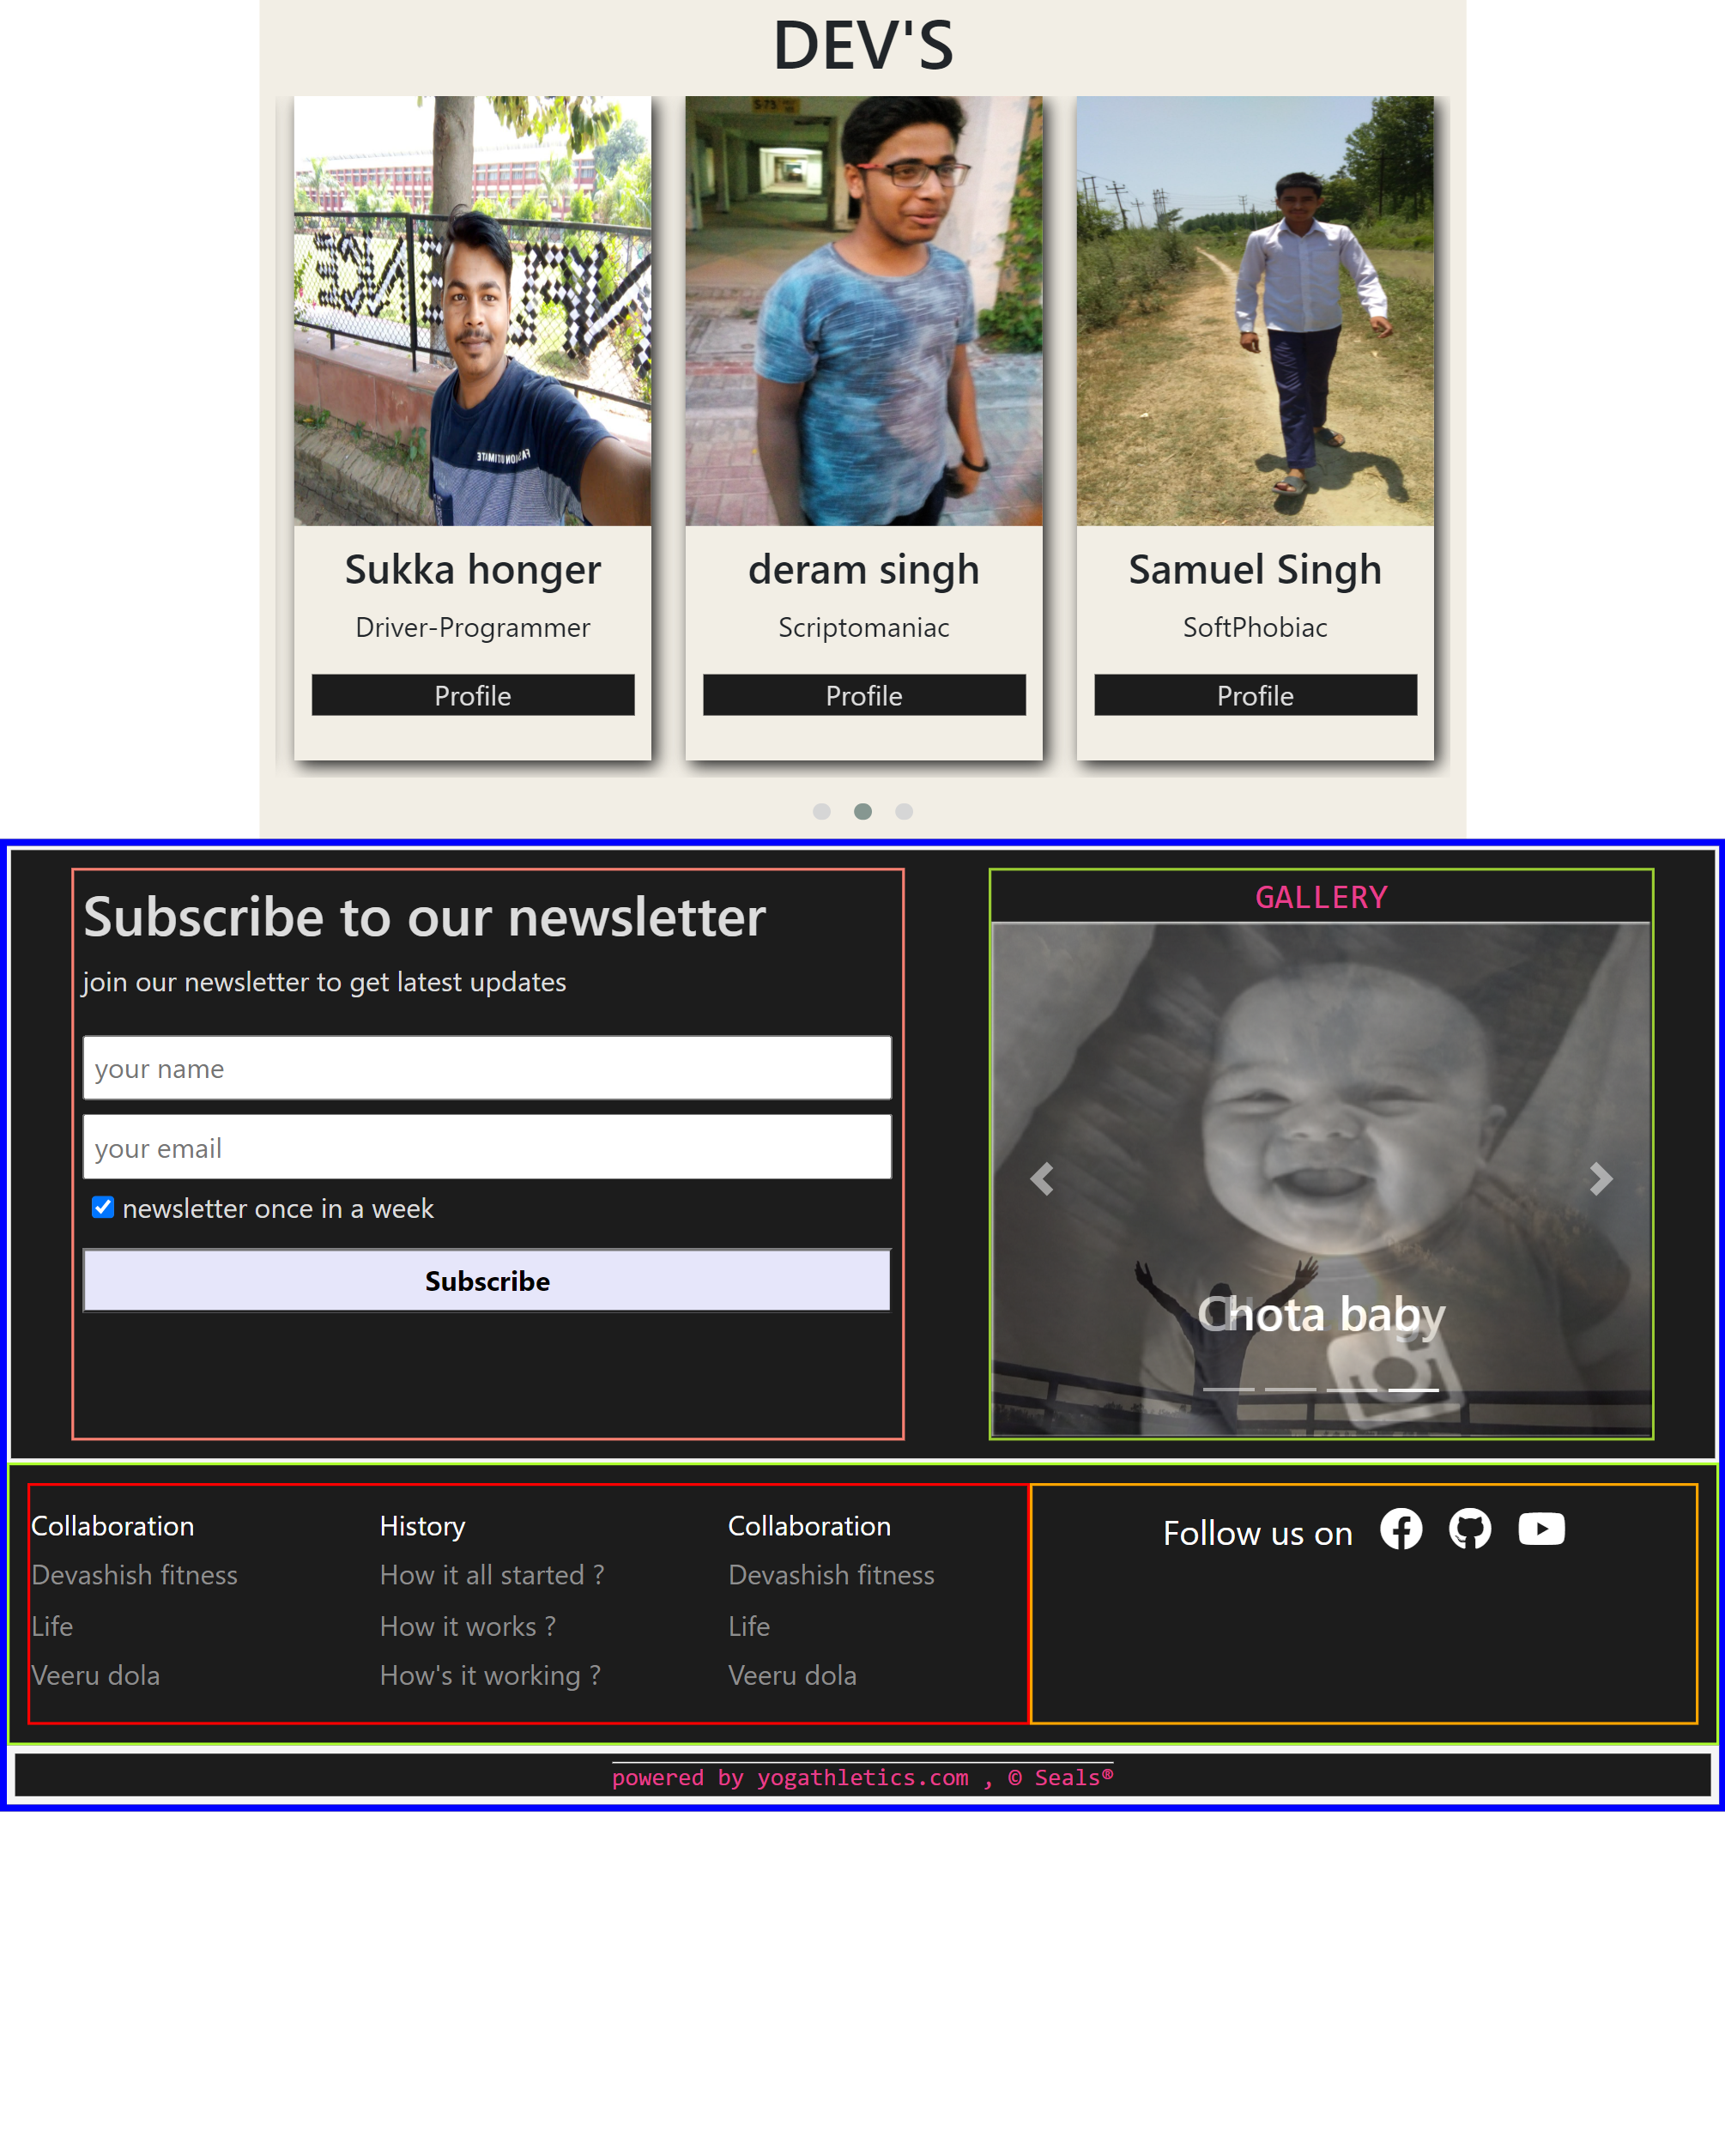 DEV'S
S-73
Sukka honger
Driver-Programmer
Profile
deram singh
Scriptomaniac
Profile
Samuel Singh
SoftPhobiac
Profile
Subscribe to our newsletter
join our newsletter to get latest updates
your name
your email
newsletter once in a week
Subscribe
GALLERY
Chota baby
Collaboration
Devashish fitness
Life
Veeru dola
History
How it all started ?
How it works ?
How's it working ?
Collaboration
Devashish fitness
Life
Veeru dola
Follow us on
powered by yogathletics.com , © Seals®